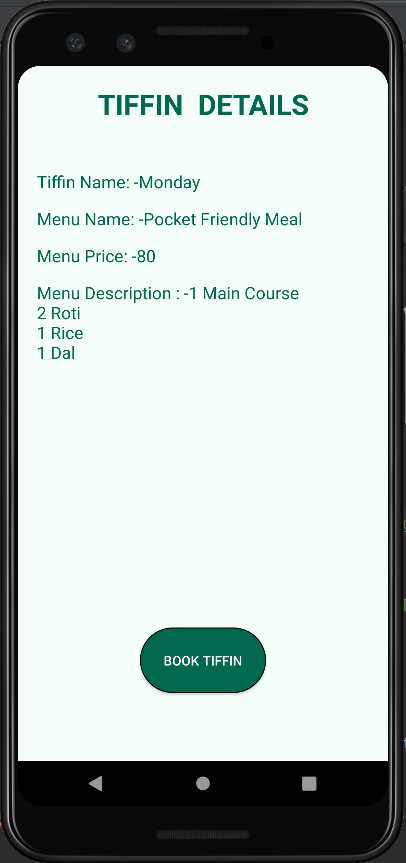 TIFFIN DETAILS
Tiffin Name: -Monday
Menu Name: -Pocket Friendly Meal
Menu Price: -80
Menu Description : -1 Main Course
2 Roti
1 Rice
1 Dal
BOOK TIFFIN